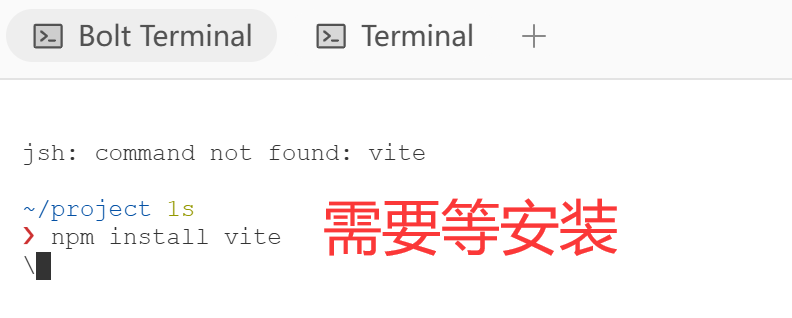 Bolt Terminal Terminal
jsh: command not found: vite
~/project 1s
❯ npm install vite
需要等安装
\